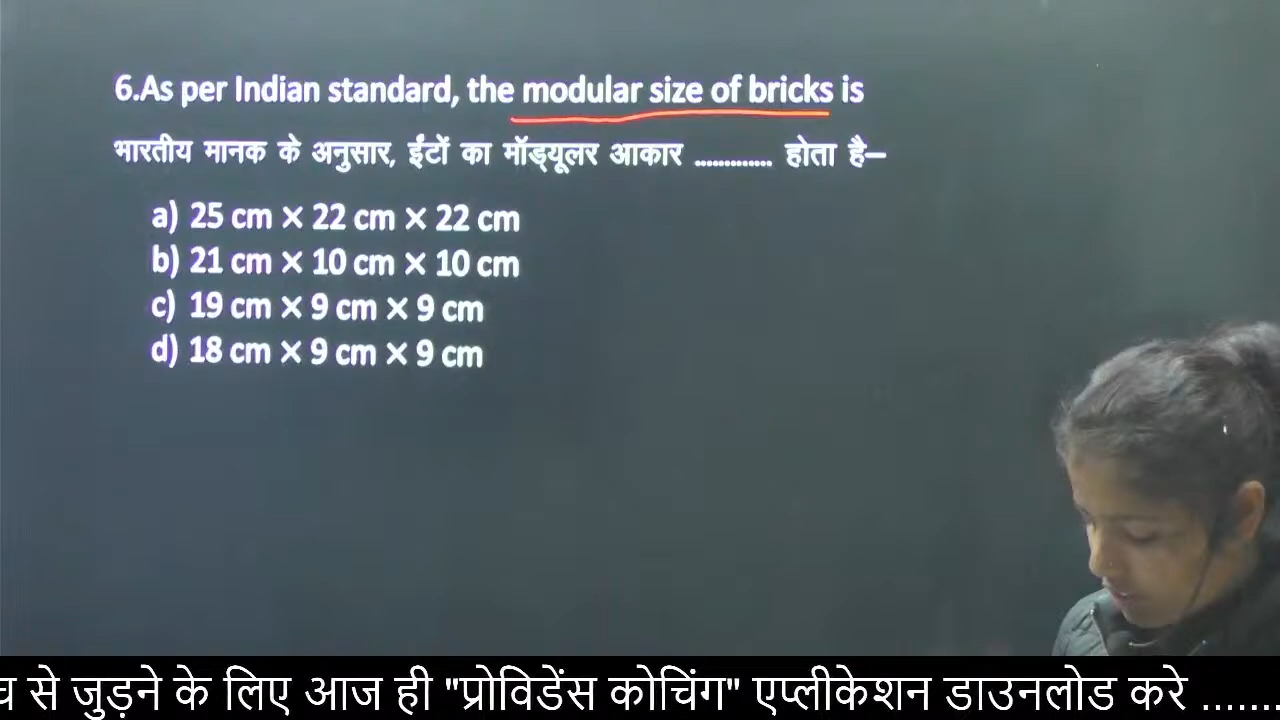 6.As per Indian standard, the modular size of bricks is
भारतीय मानक के अनुसार, ईंटों का मॉड्यूलर आकार ............. होता है–
a) 25 cm × 22 cm × 22 cm
b) 21 cm × 10 cm × 10 cm
c) 19 cm × 9 cm × 9 cm
d) 18 cm × 9 cm × 9 cm
से जुड़ने के लिए आज ही "प्रोविडेंस कोचिंग" एप्लीकेशन डाउनलोड करे .......